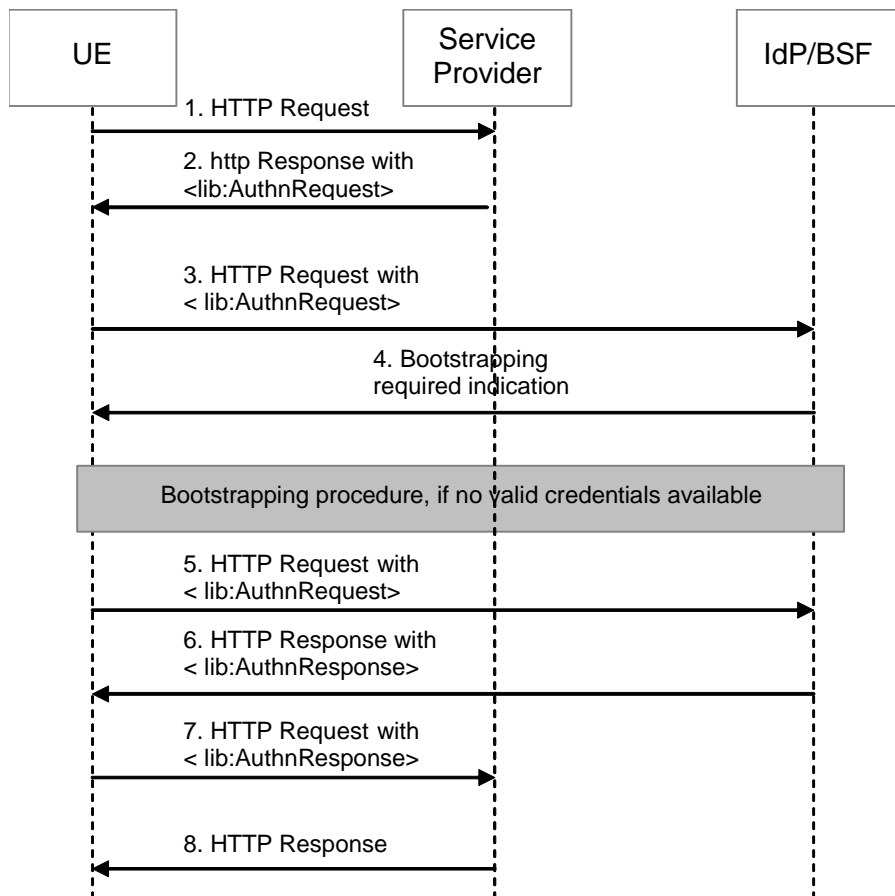 UE
Service
Provider
IdP/BSF
1. HTTP Request
2. http Response with
<lib:AuthnRequest>
3. HTTP Request with
< lib:AuthnRequest>
4. Bootstrapping
required indication
Bootstrapping procedure, if no valid credentials available
5. HTTP Request with
< lib:AuthnRequest>
6. HTTP Response with
< lib:AuthnResponse>
7. HTTP Request with
< lib:AuthnResponse>
8. HTTP Response